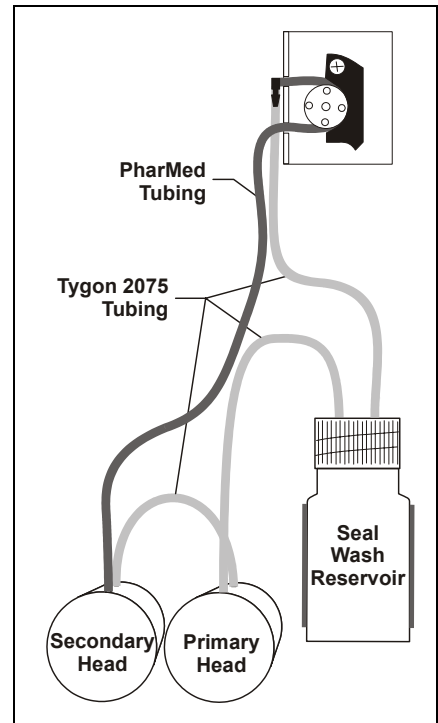 PharMed
Tubing
Tygon 2075
Tubing
Seal
Wash
Reservoir
Secondary
Head
Primary
Head